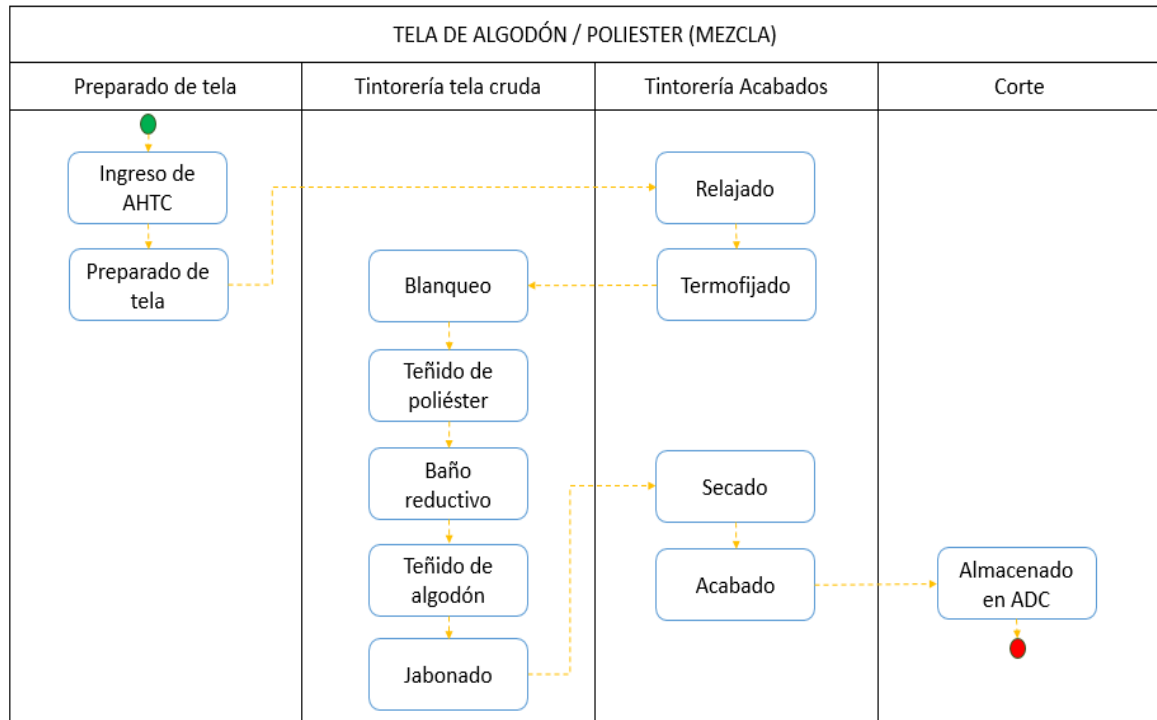 TELA DE ALGODÓN / POLIESTER (MEZCLA)
Preparado de tela
Tintorería tela cruda
Tintorería Acabados
Corte
Ingreso de
AHTC
Preparado de
tela
Relajado
Termofijado
Blanqueo
Teñido de
poliéster
Baño
reductivo
Teñido de
algodón
Jabonado
Secado
Acabado
Almacenado
en ADC